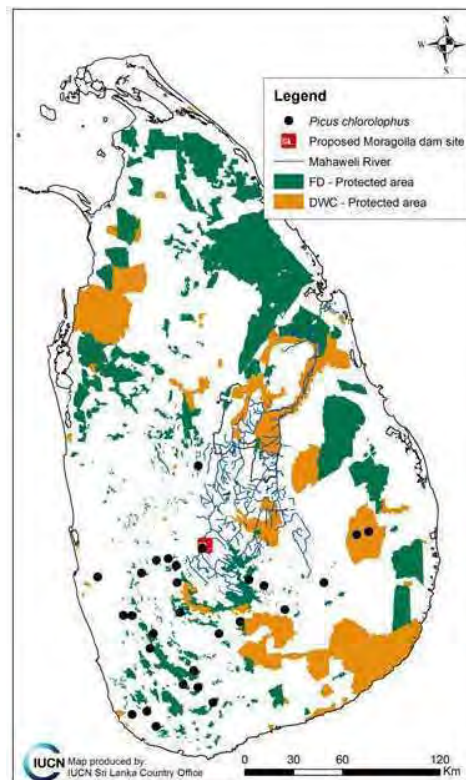 N
W E
S
Legend
Picus chlorolophus
Proposed Moragolla dam site
Mahaweli River
FD - Protected area
DWC - Protected area
IUCN
Map produced by:
IUCN Sri Lanka Country Office
0 30 60 120
Km